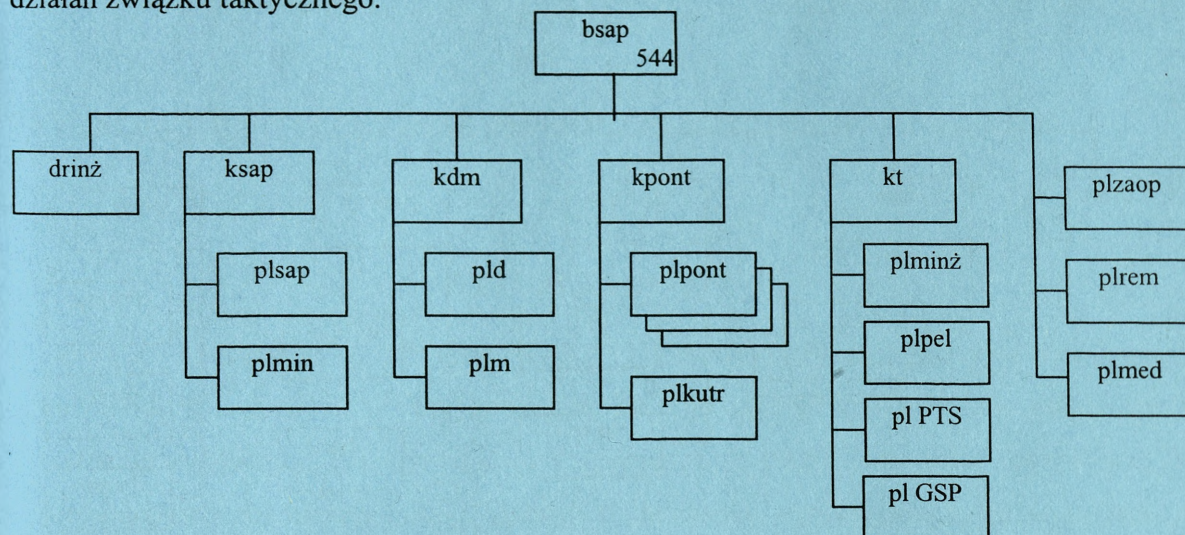 działań związku taktycznego.
bsap
544
drinż
ksap
kdm
kpont
kt
plzaop
plsap
plmin
pld
plm
plpont
plkutr
plminż
plpel
pl PTS
pl GSP
plrem
plmed